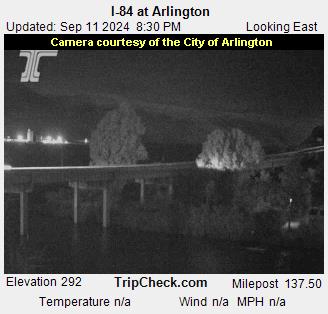 I-84 at Arlington
Updated: Sep 11 2024 8:30 PM Looking East
Camera courtesy of the City of Arlington
Elevation 292 TripCheck.com Milepost 137.50
Temperature n/a Wind n/a MPH n/a